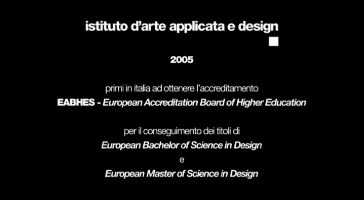 istituto d'arte applicata e design
2005
primi in italia ad ottenere l'accreditamento
EABHES - European Accreditation Board of Higher Education
per il conseguimento dei titoli di
European Bachelor of Science in Design
e
European Master of Science in Design